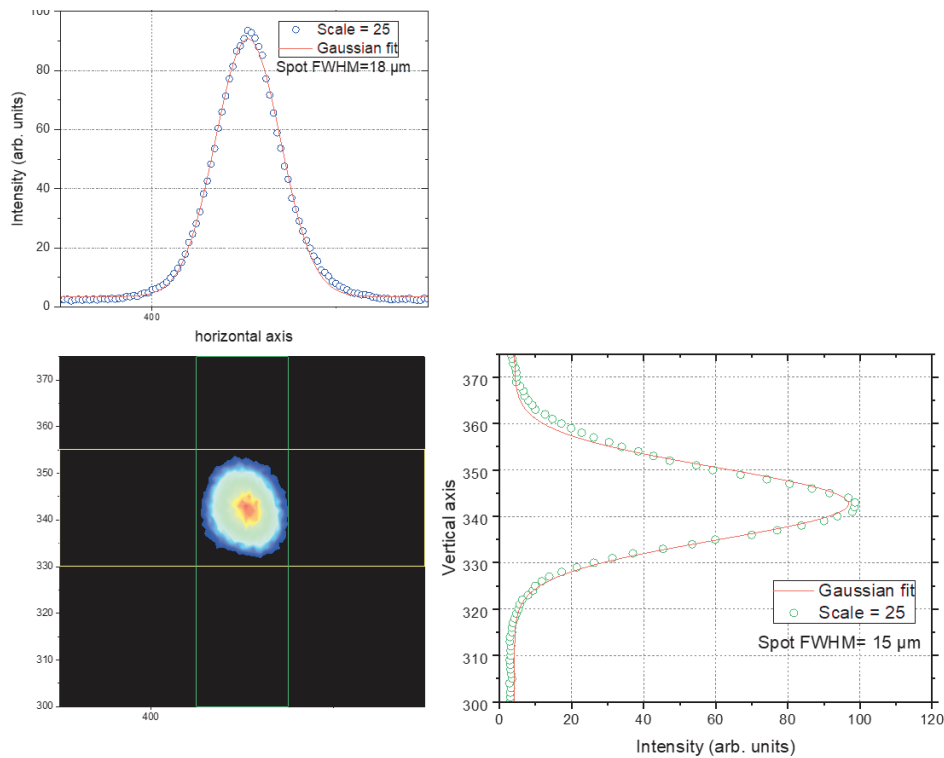 100
80
60
40
20
0
Intensity (arb. units)
Scale = 25
Gaussian fit
Spot FWHM=18 µm
400
horizontal axis
370
360
350
340
330
320
310
300
400
370
360
350
340
330
320
310
300
Vertical axis
Gaussian fit
Scale = 25
Spot FWHM= 15 µm
0 20 40 60 80 100 120
Intensity (arb. units)